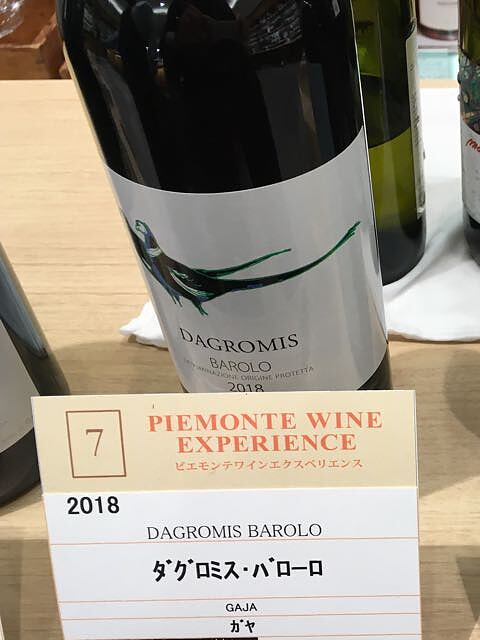 DAGROMIS
BAROLO
DENOMINAZIONE ORIGINE PROTETTA
2018
7
PIEMONTE WINE
EXPERIENCE
ピエモンテワインエクスペリエンス
2018
DAGROMIS BAROLO
ﾀﾞｸﾞﾛﾐｽ・ﾊﾞﾛｰﾛ
GAJA
ｶﾞﾔ